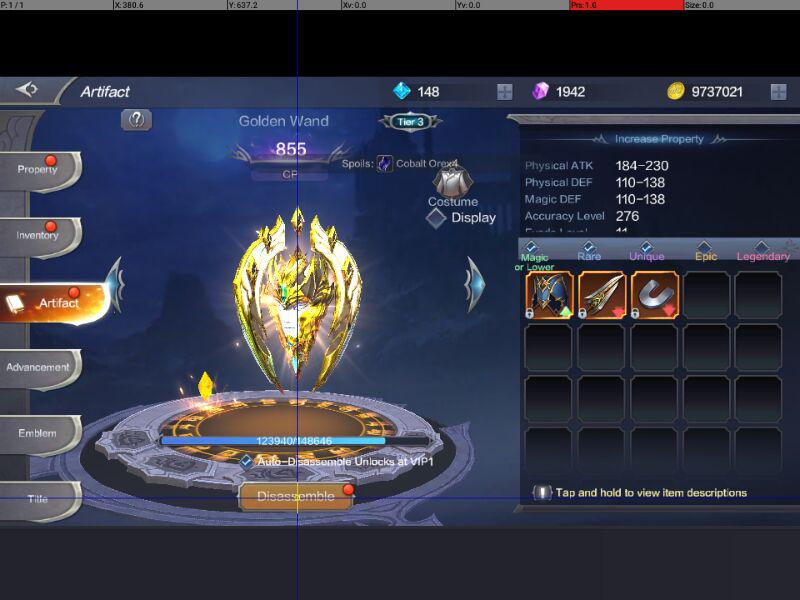 P: 1 / 1 X: 380.6 Y: 637.2 Xv: 0.0 Yv: 0.0 Prs: 1.0 Size: 0.0
Artifact 148 1942 9737021
Golden Wand Tier 3
855
CP
Spoils: Cobalt Orex4
Costume
Display
Property
Inventory
Artifact
Advancement
Emblem
Title
Increase Property
Physical ATK 184-230
Physical DEF 110-138
Magic DEF 110-138
Accuracy Level 276
Magic or Lower Rare Unique Epic Legendary
123940/148646
Auto-Disassemble Unlocks at VIP1
Disassemble
Tap and hold to view item descriptions